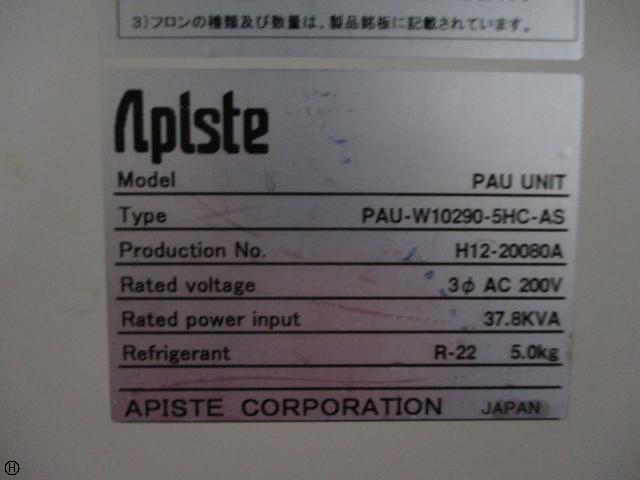 3)フロンの種類及び数量は、製品銘板に記載されています。
Apiste
Model PAU UNIT
Type PAU-W10290-5HC-AS
Production No. H12-20080A
Rated voltage 3φ AC 200V
Rated power input 37.8KVA
Refrigerant R-22 5.0kg
APISTE CORPORATION JAPAN
H